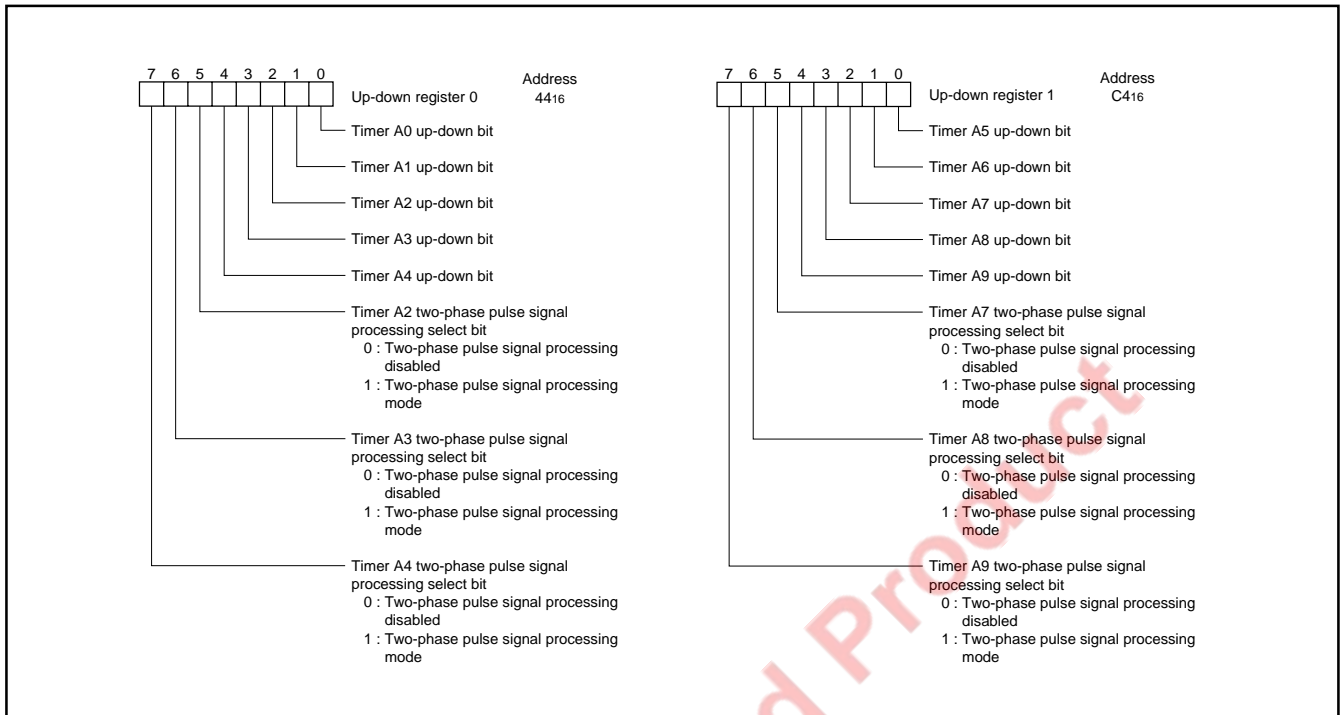 7 6 5 4 3 2 1 0
Address
Up-down register 0
4416
Timer A0 up-down bit
Timer A1 up-down bit
Timer A2 up-down bit
Timer A3 up-down bit
Timer A4 up-down bit
Timer A2 two-phase pulse signal
processing select bit
0 : Two-phase pulse signal processing
disabled
1 : Two-phase pulse signal processing
mode
Timer A3 two-phase pulse signal
processing select bit
0 : Two-phase pulse signal processing
disabled
1 : Two-phase pulse signal processing
mode
Timer A4 two-phase pulse signal
processing select bit
0 : Two-phase pulse signal processing
disabled
1 : Two-phase pulse signal processing
mode
7 6 5 4 3 2 1 0
Address
Up-down register 1
C416
Timer A5 up-down bit
Timer A6 up-down bit
Timer A7 up-down bit
Timer A8 up-down bit
Timer A9 up-down bit
Timer A7 two-phase pulse signal
processing select bit
0 : Two-phase pulse signal processing
disabled
1 : Two-phase pulse signal processing
mode
Timer A8 two-phase pulse signal
processing select bit
0 : Two-phase pulse signal processing
disabled
1 : Two-phase pulse signal processing
mode
Timer A9 two-phase pulse signal
processing select bit
0 : Two-phase pulse signal processing
disabled
1 : Two-phase pulse signal processing
mode
Product